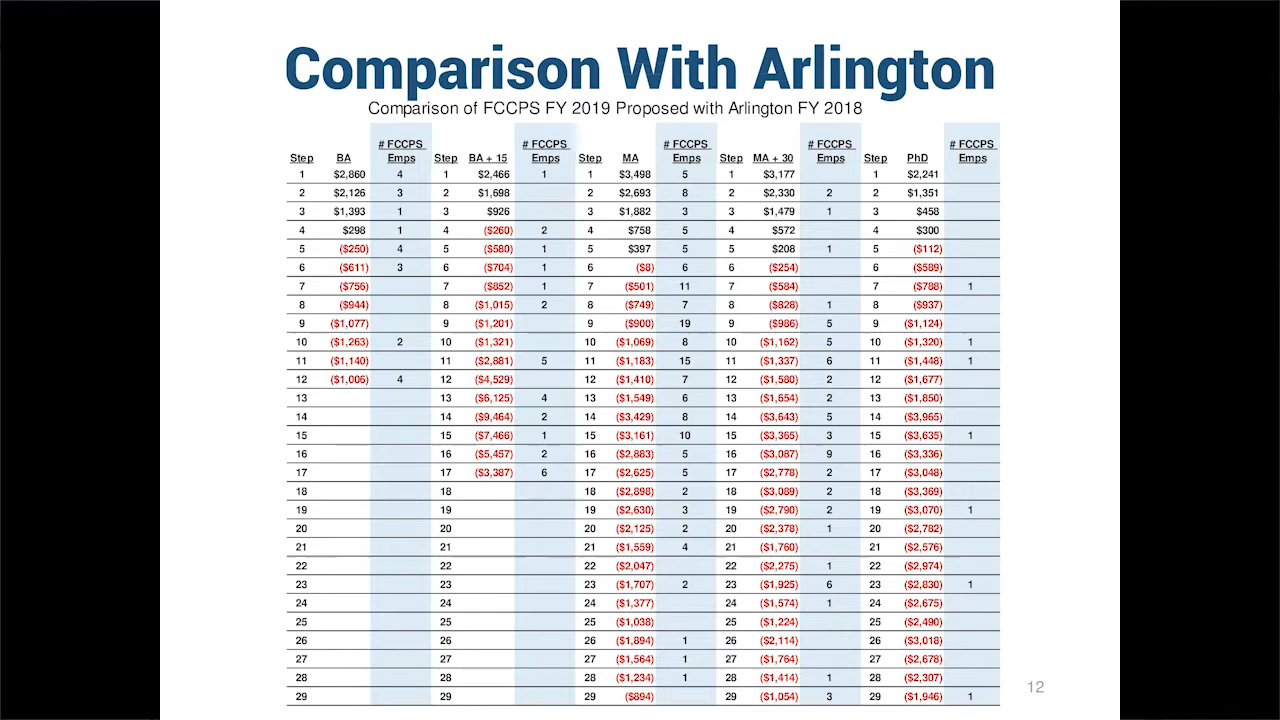 Comparison With Arlington
Comparison of FCCPS FY 2019 Proposed with Arlington FY 2018
# FCCPS # FCCPS # FCCPS # FCCPS # FCCPS
Step BA Emps Step BA + 15 Emps Step MA Emps Step MA + 30 Emps Step PhD Emps
1 $2,860 4 1 $2,466 1 1 $3,498 5 1 $3,177 1 $2,241
2 $2,126 3 2 $1,698 2 $2,693 8 2 $2,330 2 2 $1,351
3 $1,393 1 3 $926 3 $1,882 3 3 $1,479 1 3 $458
4 $298 1 4 ($260) 2 4 $758 5 4 $572 4 $300
5 ($250) 4 5 ($580) 1 5 $397 5 5 $208 1 5 ($112)
6 ($611) 3 6 ($704) 1 6 ($8) 6 6 ($254) 6 ($589)
7 ($756) 7 ($852) 1 7 ($501) 11 7 ($584) 7 ($788) 1
8 ($944) 8 ($1,015) 2 8 ($749) 7 8 ($828) 1 8 ($937)
9 ($1,077) 9 ($1,201) 9 ($900) 19 9 ($986) 5 9 ($1,124)
10 ($1,263) 2 10 ($1,321) 10 ($1,069) 8 10 ($1,162) 5 10 ($1,320) 1
11 ($1,140) 11 ($2,881) 5 11 ($1,183) 15 11 ($1,337) 6 11 ($1,448) 1
12 ($1,006) 4 12 ($4,529) 12 ($1,410) 7 12 ($1,580) 2 12 ($1,677)
13 13 ($6,125) 4 13 ($1,549) 6 13 ($1,654) 2 13 ($1,850)
14 14 ($9,464) 2 14 ($3,429) 8 14 ($3,643) 5 14 ($3,965)
15 15 ($7,466) 1 15 ($3,161) 10 15 ($3,365) 3 15 ($3,635) 1
16 16 ($5,457) 2 16 ($2,883) 5 16 ($3,087) 9 16 ($3,336)
17 17 ($3,387) 6 17 ($2,625) 5 17 ($2,778) 2 17 ($3,048)
18 18 18 ($2,898) 2 18 ($3,089) 2 18 ($3,369)
19 19 19 ($2,630) 3 19 ($2,790) 2 19 ($3,070) 1
20 20 20 ($2,125) 2 20 ($2,378) 1 20 ($2,782)
21 21 21 ($1,559) 4 21 ($1,760) 21 ($2,576)
22 22 22 ($2,047) 22 ($2,275) 1 22 ($2,974)
23 23 23 ($1,707) 2 23 ($1,925) 6 23 ($2,830) 1
24 24 24 ($1,377) 24 ($1,574) 1 24 ($2,675)
25 25 25 ($1,038) 25 ($1,224) 25 ($2,490)
26 26 26 ($1,894) 1 26 ($2,114) 26 ($3,018)
27 27 27 ($1,564) 1 27 ($1,764) 27 ($2,678)
28 28 28 ($1,234) 1 28 ($1,414) 1 28 ($2,307)
29 29 29 ($894) 29 ($1,054) 3 29 ($1,946) 1
12